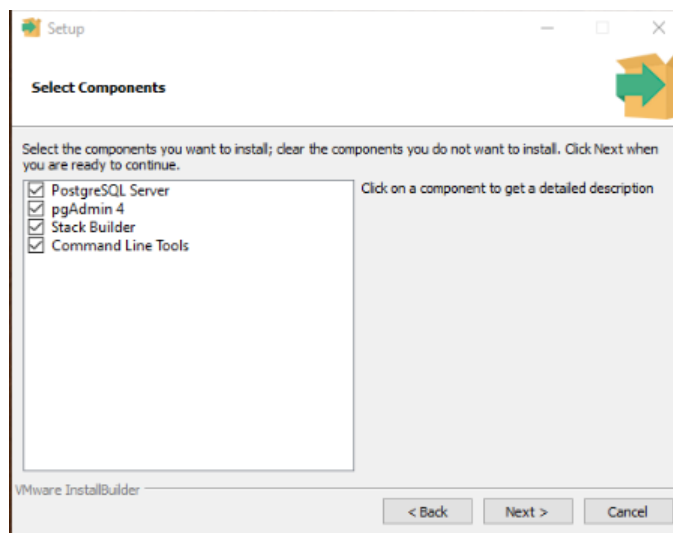 Setup
Select Components
Select the components you want to install; clear the components you do not want to install. Click Next when
you are ready to continue.
PostgreSQL Server
pgAdmin 4
Stack Builder
Command Line Tools
Click on a component to get a detailed description
VMware InstallBuilder
< Back
Next >
Cancel